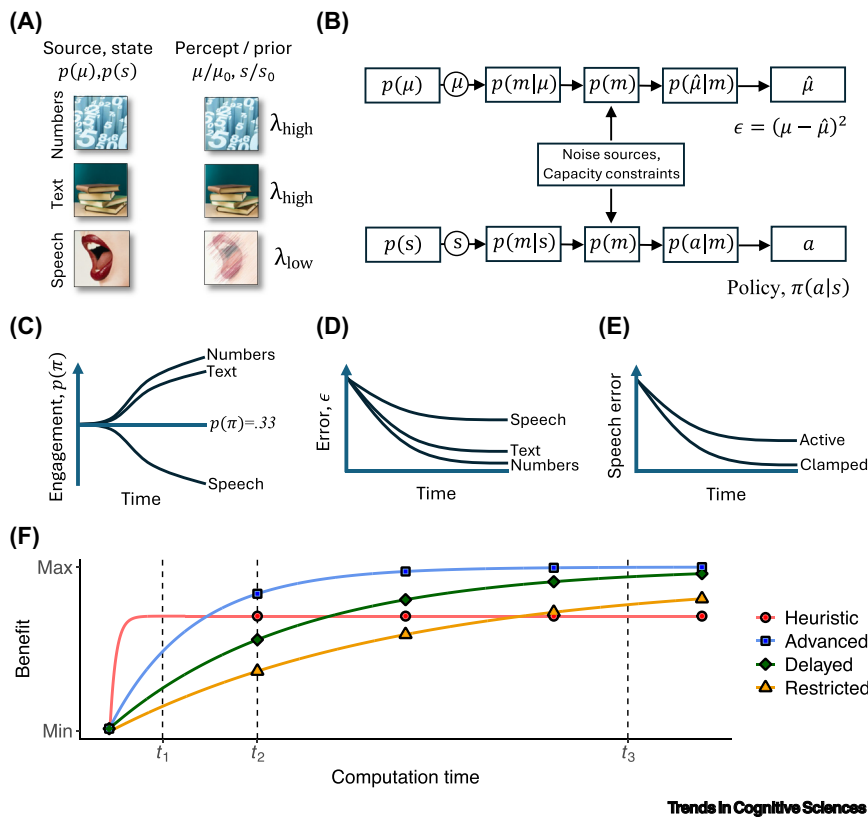 (A)
Source, state
p(μ),p(s)
Percept / prior
μ/μ₀, s/s₀
Numbers
λhigh
Text
λhigh
Speech
λlow
(B)
p(μ)
μ
p(m|μ)
p(m)
p(μ̂|m)
μ̂
ϵ = (μ − μ̂)²
Noise sources,
Capacity constraints
p(s)
s
p(m|s)
p(m)
p(a|m)
a
Policy, π(a|s)
(C)
Engagement, p(π)
Numbers
Text
p(π)=.33
Speech
Time
(D)
Error, ϵ
Speech
Text
Numbers
Time
(E)
Speech error
Active
Clamped
Time
(F)
Benefit
Max
Min
t₁
t₂
t₃
Computation time
Heuristic
Advanced
Delayed
Restricted
Trends in Cognitive Sciences